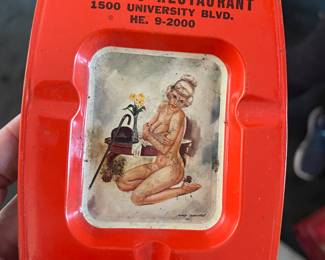 RESTAURANT
1500 UNIVERSITY BLVD.
HE. 9-2000